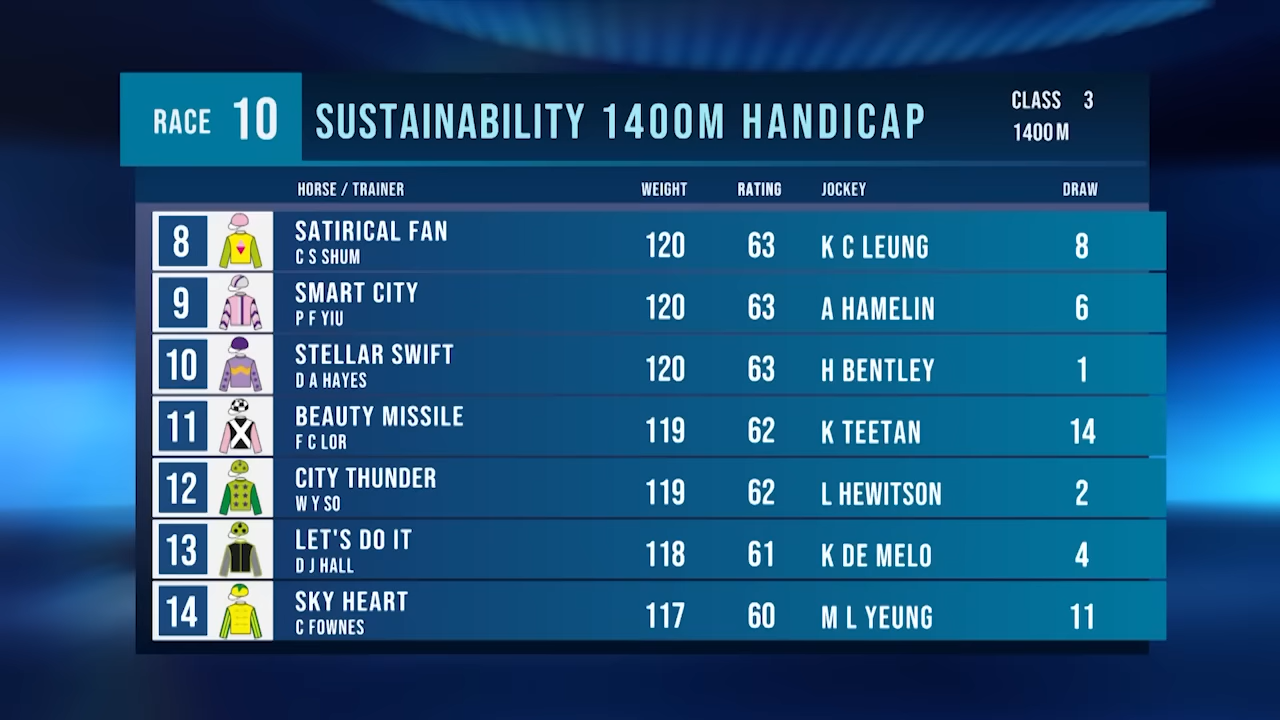 RACE 10 SUSTAINABILITY 1400M HANDICAP CLASS 3
1400M
HORSE / TRAINER WEIGHT RATING JOCKEY DRAW
8 SATIRICAL FAN 120 63 K C LEUNG 8
C S SHUM
9 SMART CITY 120 63 A HAMELIN 6
P F YIU
10 STELLAR SWIFT 120 63 H BENTLEY 1
D A HAYES
11 BEAUTY MISSILE 119 62 K TEETAN 14
F C LOR
12 CITY THUNDER 119 62 L HEWITSON 2
W Y SO
13 LET'S DO IT 118 61 K DE MELO 4
D J HALL
14 SKY HEART 117 60 M L YEUNG 11
C FOWNES